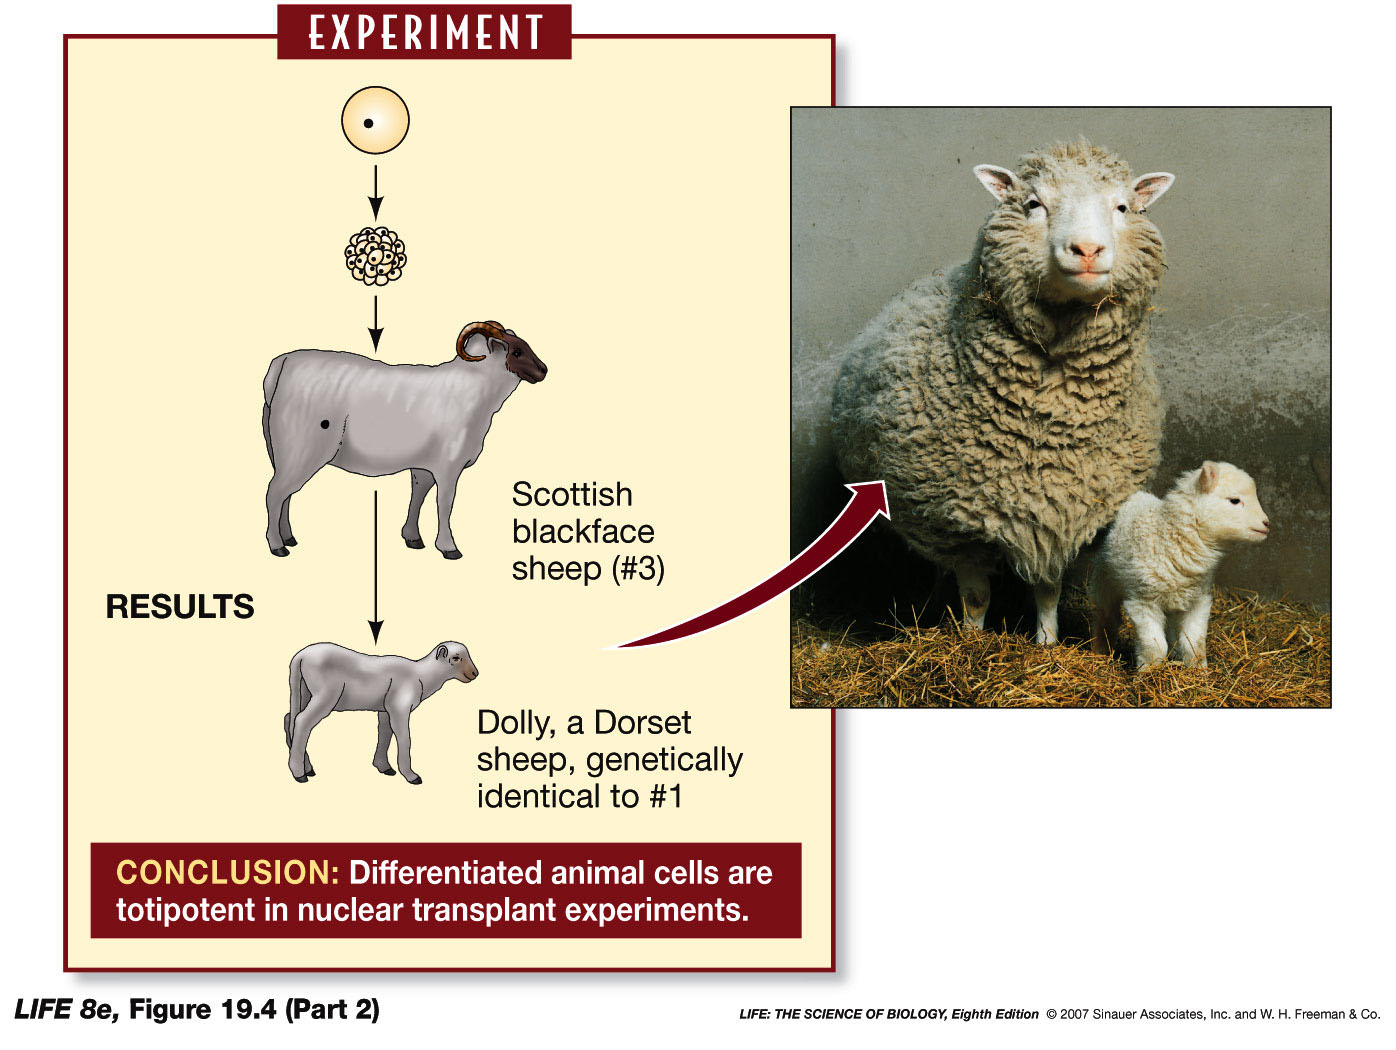 EXPERIMENT
Scottish
blackface
sheep (#3)
RESULTS
Dolly, a Dorset
sheep, genetically
identical to #1
CONCLUSION: Differentiated animal cells are
totipotent in nuclear transplant experiments.
LIFE 8e, Figure 19.4 (Part 2)
LIFE: THE SCIENCE OF BIOLOGY, Eighth Edition © 2007 Sinauer Associates, Inc. and W. H. Freeman & Co.